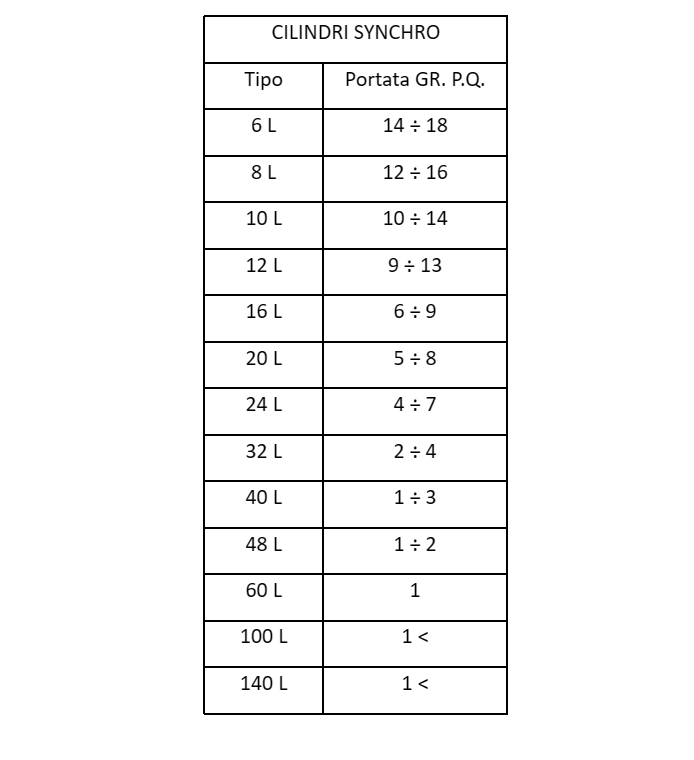 CILINDRI SYNCHRO
Tipo Portata GR. P.Q.
6 L 14 ÷ 18
8 L 12 ÷ 16
10 L 10 ÷ 14
12 L 9 ÷ 13
16 L 6 ÷ 9
20 L 5 ÷ 8
24 L 4 ÷ 7
32 L 2 ÷ 4
40 L 1 ÷ 3
48 L 1 ÷ 2
60 L 1
100 L 1 <
140 L 1 <